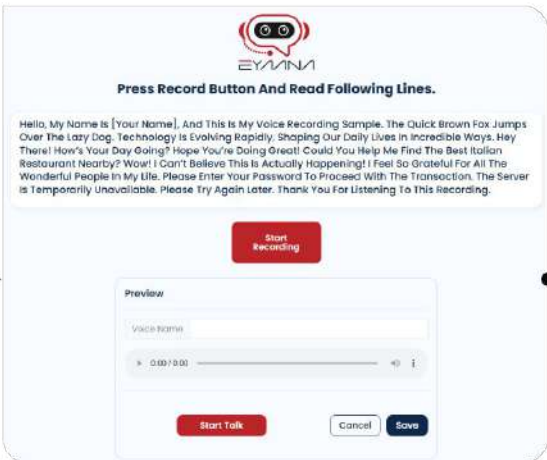 EYMNA
Press Record Button And Read Following Lines.
Hello, My Name Is [Your Name], And This Is My Voice Recording Sample. The Quick Brown Fox Jumps
Over The Lazy Dog. Technology Is Evolving Rapidly, Shaping Our Daily Lives In Incredible Ways. Hey
There! How's Your Day Going? Hope You're Doing Great! Could You Help Me Find The Best Italian
Restaurant Nearby? Wow! I Can't Believe This Is Actually Happening! I Feel So Grateful For All The
Wonderful People In My Life. Please Enter Your Password To Proceed With The Transaction. The Server
Is Temporarily Unavailable. Please Try Again Later. Thank You For Listening To This Recording.
Start
Recording
Preview
Voice Name
0:00 / 0:00
Start Talk
Cancel
Save